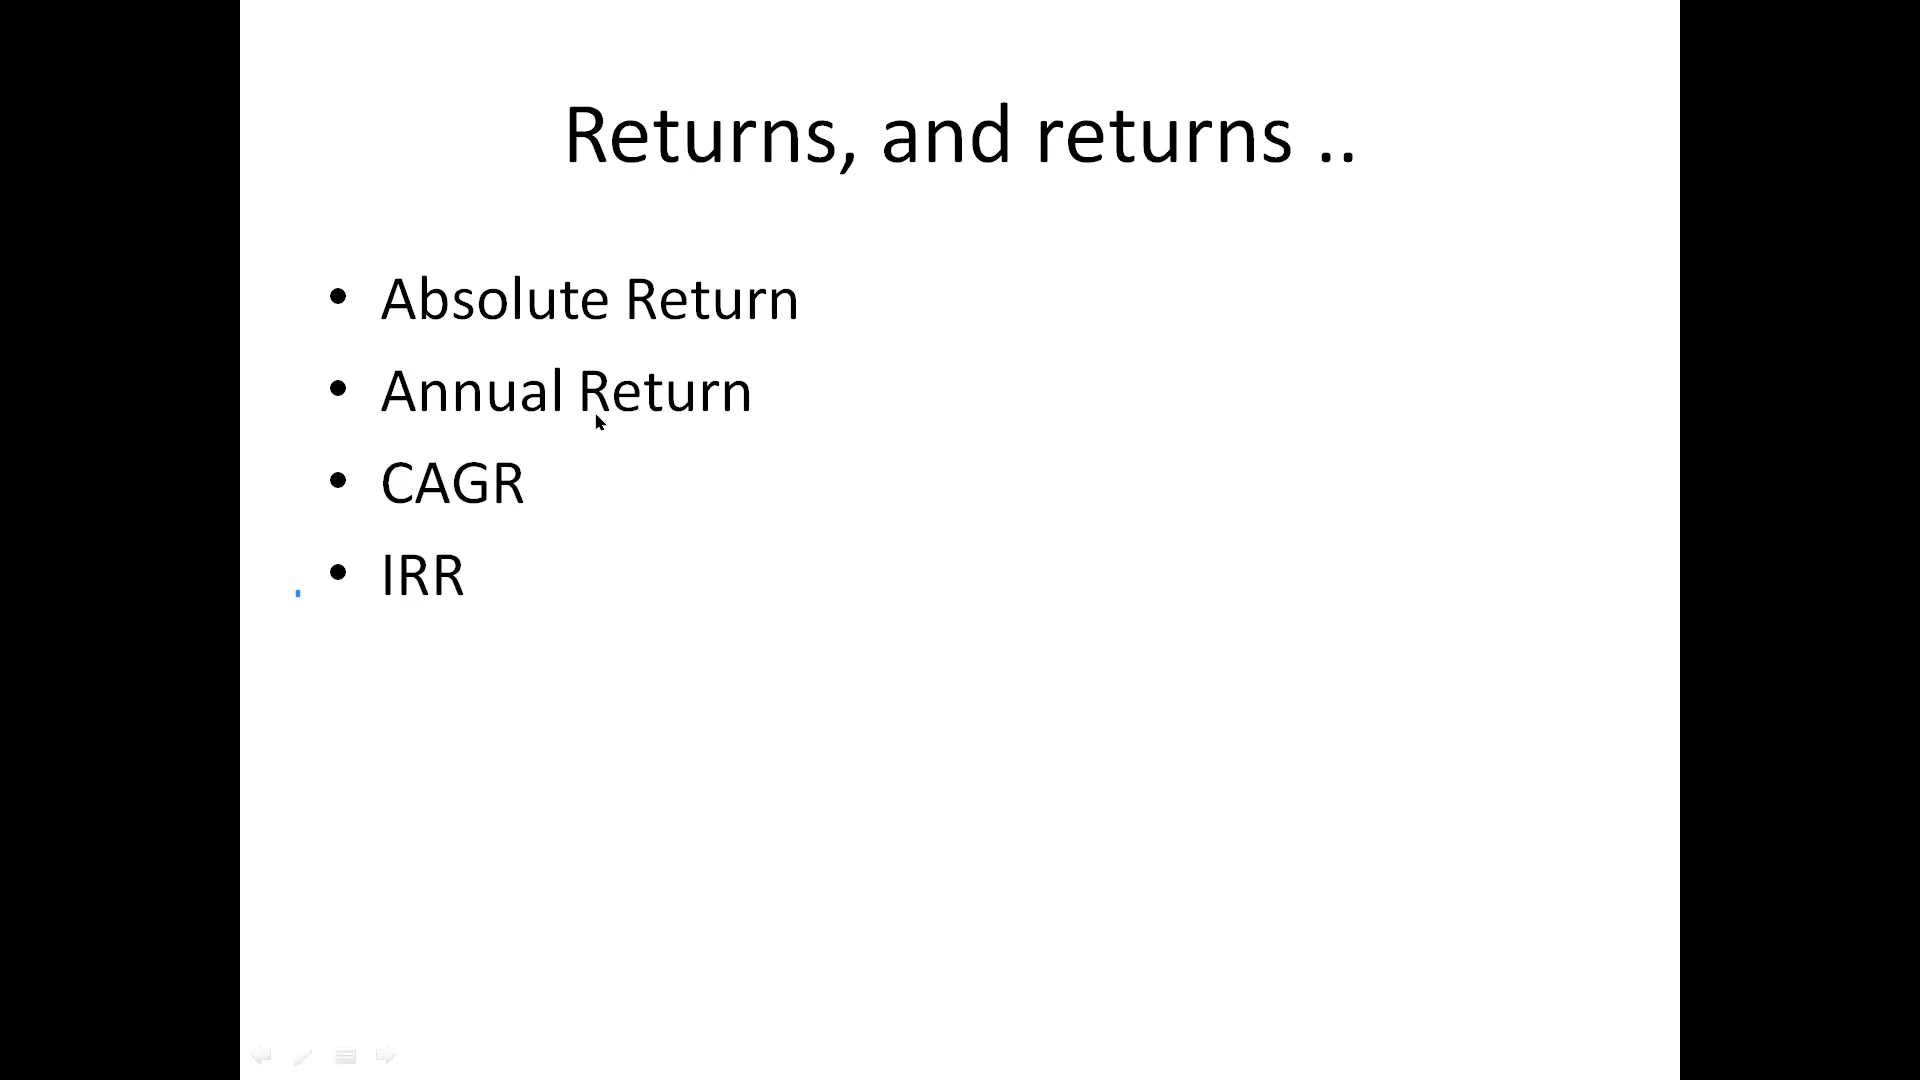 Returns, and returns ..
• Absolute Return
• Annual Return
• CAGR
• IRR